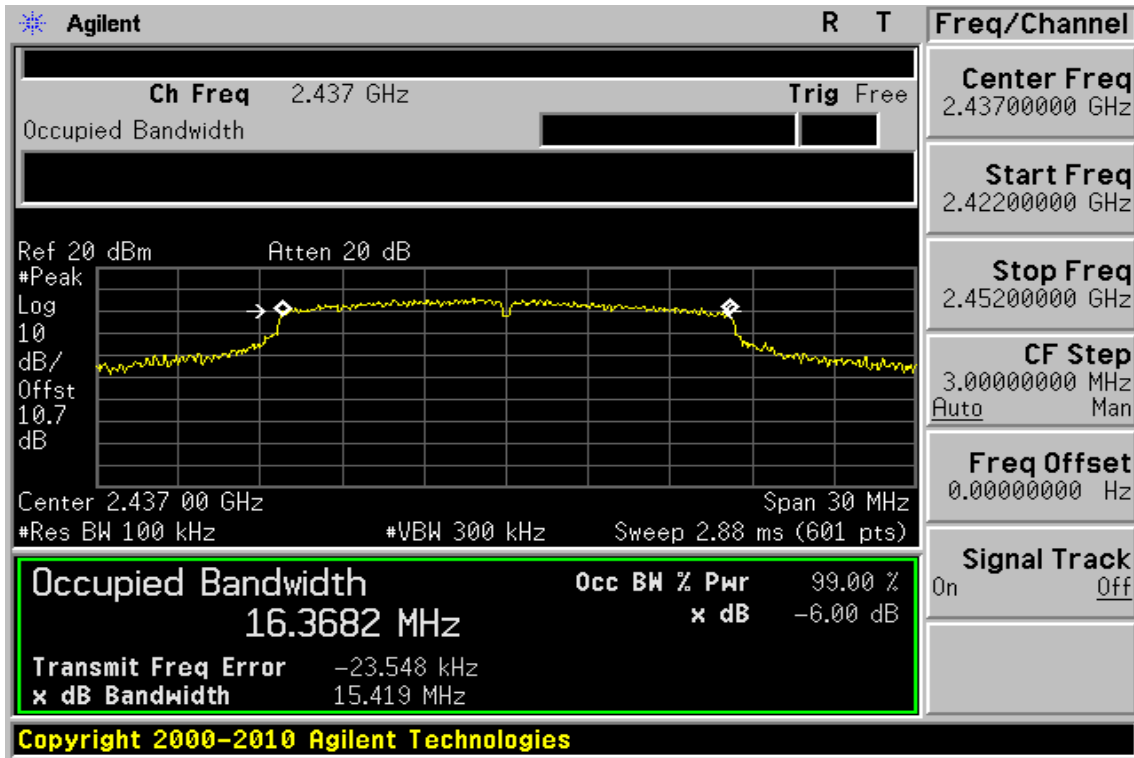 Agilent R T
Ch Freq 2.437 GHz Trig Free
Occupied Bandwidth
Ref 20 dBm Atten 20 dB
#Peak
Log
10
dB/
Offst
10.7
dB
Center 2.437 00 GHz Span 30 MHz
#Res BW 100 kHz #VBW 300 kHz Sweep 2.88 ms (601 pts)
Occupied Bandwidth Occ BW % Pwr 99.00 %
16.3682 MHz x dB -6.00 dB
Transmit Freq Error -23.548 kHz
x dB Bandwidth 15.419 MHz
Copyright 2000-2010 Agilent Technologies
Freq/Channel
Center Freq
2.43700000 GHz
Start Freq
2.42200000 GHz
Stop Freq
2.45200000 GHz
CF Step
3.00000000 MHz
Auto Man
Freq Offset
0.00000000 Hz
Signal Track
On Off